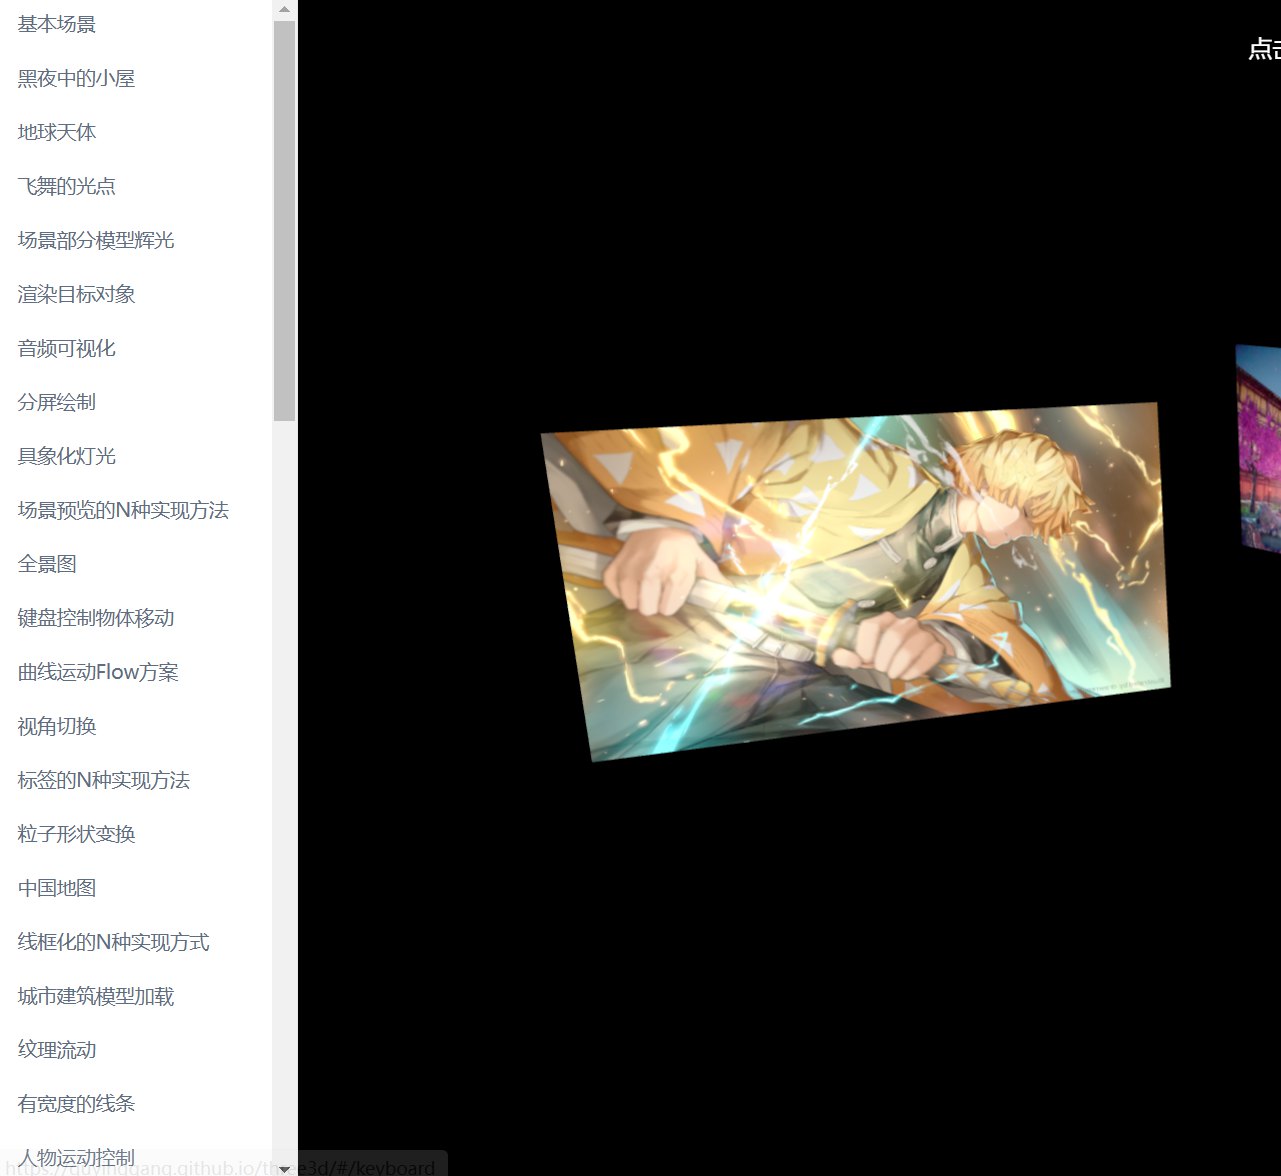 基本场景
黑夜中的小屋
地球天体
飞舞的光点
场景部分模型辉光
渲染目标对象
音频可视化
分屏绘制
具象化灯光
场景预览的N种实现方法
全景图
键盘控制物体移动
曲线运动Flow方案
视角切换
标签的N种实现方法
粒子形状变换
中国地图
线框化的N种实现方式
城市建筑模型加载
纹理流动
有宽度的线条
人物运动控制
https://guyinggang.github.io/three3d/#/keyboard
点击